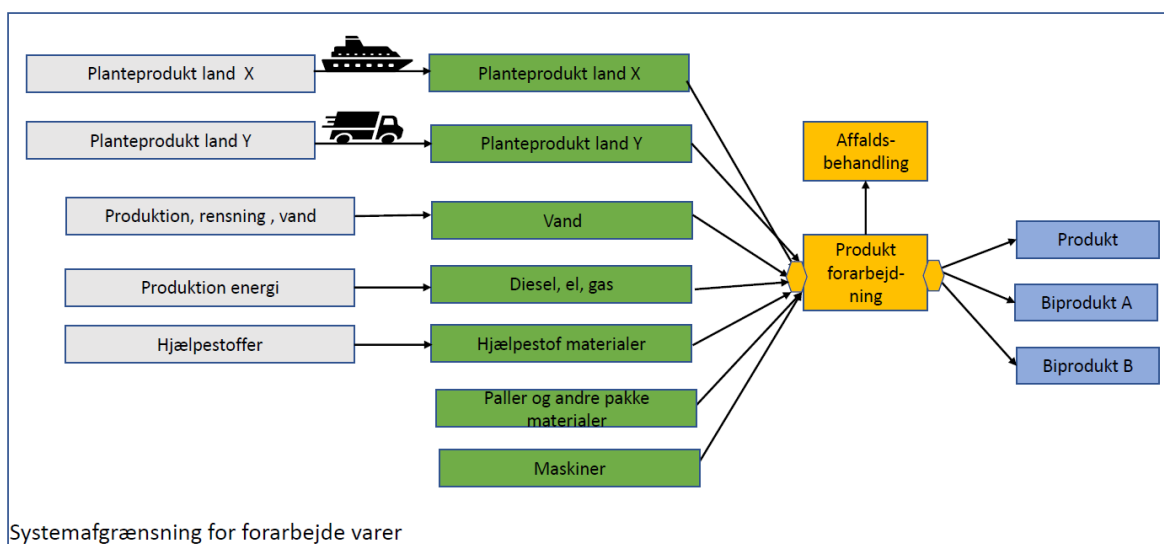 Planteprodukt land X
Planteprodukt land X
Planteprodukt land Y
Planteprodukt land Y
Affalds-
behandling
Produktion, rensning , vand
Vand
Produkt
forarbejd-
ning
Produkt
Produktion energi
Diesel, el, gas
Biprodukt A
Hjælpestoffer
Hjælpestof materialer
Biprodukt B
Paller og andre pakke
materialer
Maskiner
Systemafgrænsning for forarbejde varer